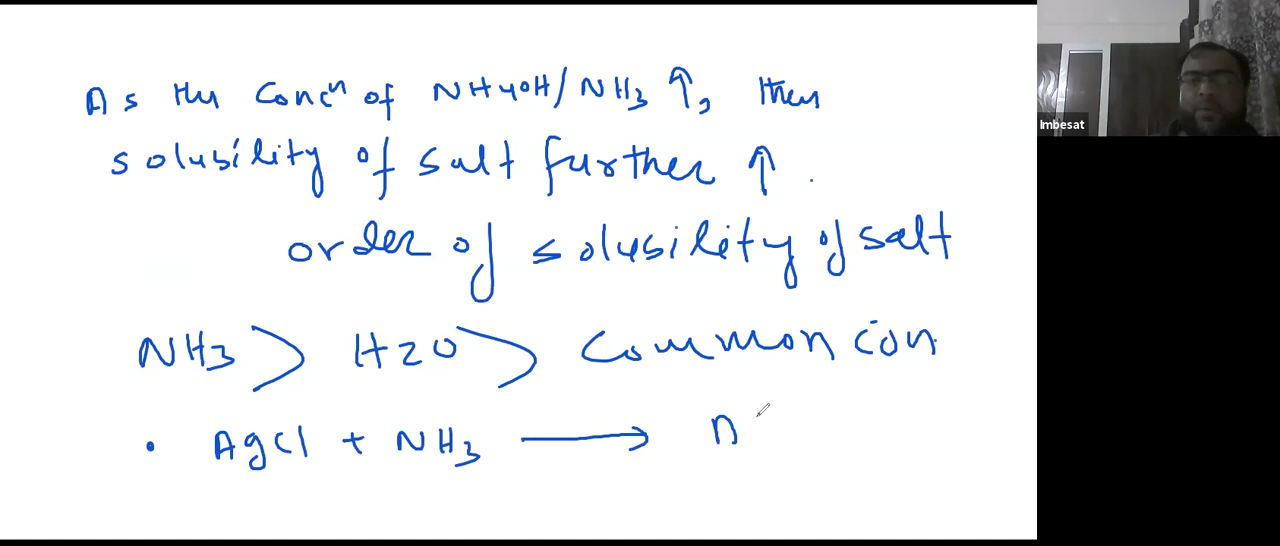 As the Concⁿ of NH4OH/NH3 ↑, then
solubility of salt further ↑ .
order of solubility of salt
NH3 > H2O > Common ion.
• AgCl + NH3 ⟶ A
Imbesat